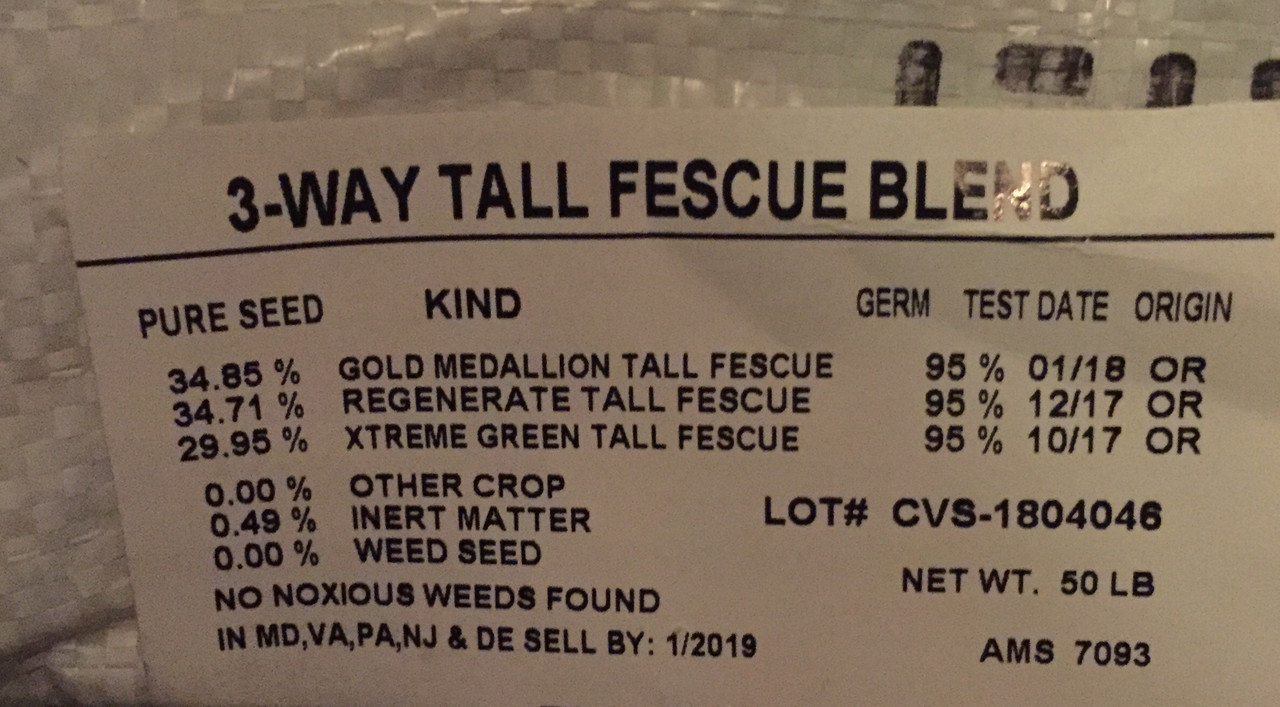 3-WAY TALL FESCUE BLEND
PURE SEED KIND GERM TEST DATE ORIGIN
34.85 % GOLD MEDALLION TALL FESCUE 95 % 01/18 OR
34.71 % REGENERATE TALL FESCUE 95 % 12/17 OR
29.95 % XTREME GREEN TALL FESCUE 95 % 10/17 OR
0.00 % OTHER CROP
0.49 % INERT MATTER LOT# CVS-1804046
0.00 % WEED SEED
NO NOXIOUS WEEDS FOUND NET WT. 50 LB
IN MD,VA,PA,NJ & DE SELL BY: 1/2019 AMS 7093